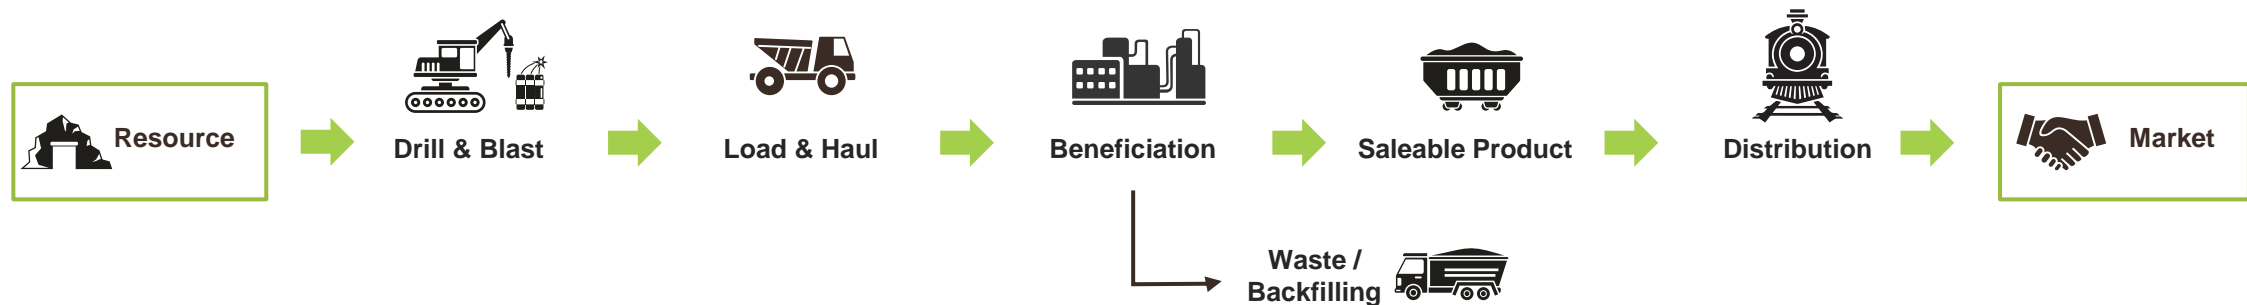 Resource
Drill & Blast
Load & Haul
Beneficiation
Saleable Product
Distribution
Market
Waste /
Backfilling